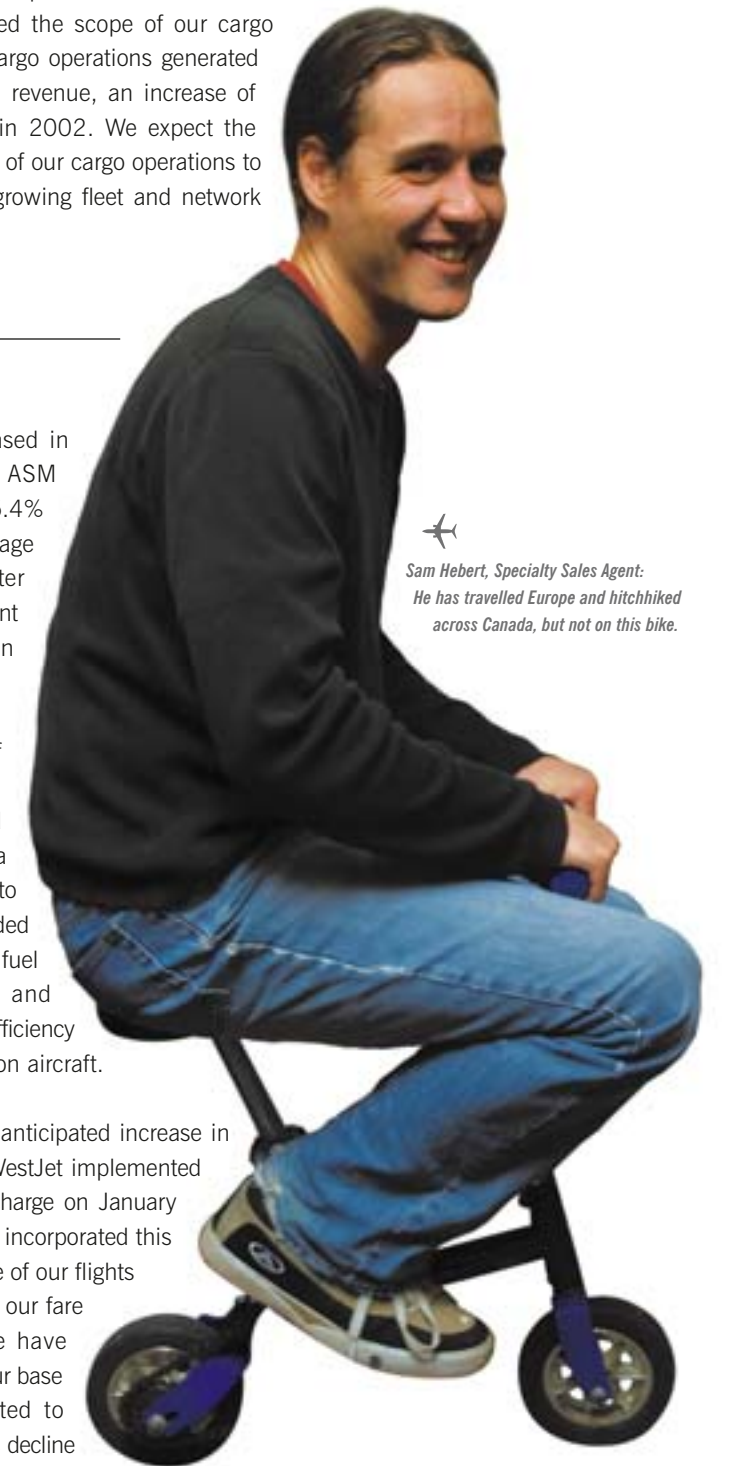 ed the scope of our cargo
argo operations generated
revenue, an increase of
in 2002. We expect the
of our cargo operations to
growing fleet and network
ased in
ASM
.4%
age
ter
nt
n
Sam Hebert, Specialty Sales Agent:
He has travelled Europe and hitchhiked
across Canada, but not on this bike.
a
to
ded
fuel
and
fficiency
on aircraft.
anticipated increase in
WestJet implemented
charge on January
incorporated this
e of our flights
our fare
e have
ur base
ted to
decline